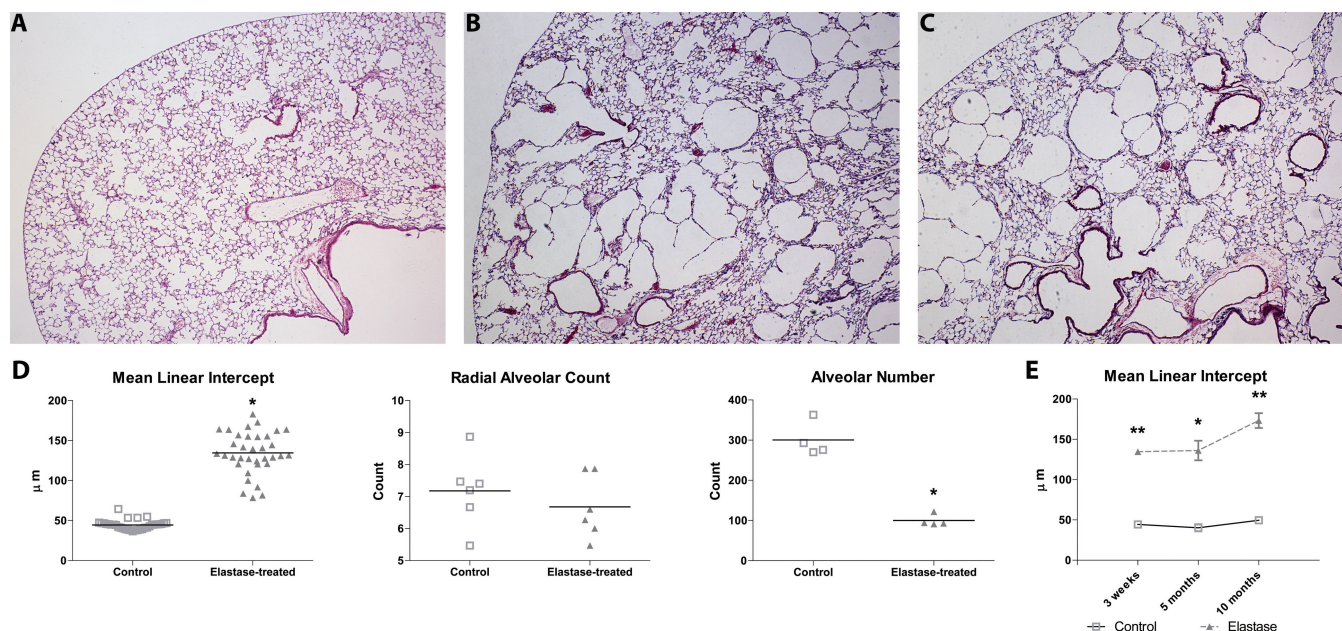 A
B
C
D
Mean Linear Intercept
μ m
200
150
100
50
0
*
Control
Elastase-treated
Radial Alveolar Count
Count
10
9
8
7
6
5
Control
Elastase-treated
Alveolar Number
Count
400
300
200
100
0
*
Control
Elastase-treated
E
Mean Linear Intercept
μ m
200
150
100
50
0
**
*
**
3 weeks
5 months
10 months
Control
Elastase